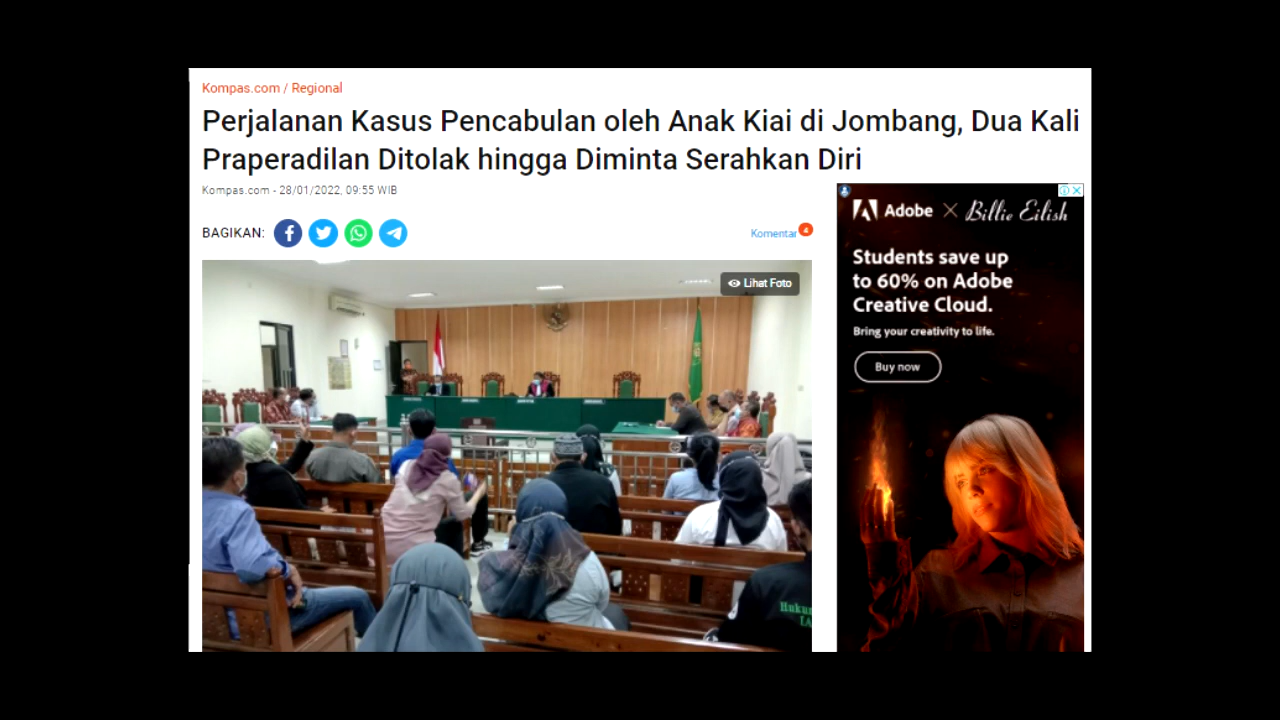 Kompas.com / Regional
Perjalanan Kasus Pencabulan oleh Anak Kiai di Jombang, Dua Kali
Praperadilan Ditolak hingga Diminta Serahkan Diri
Kompas.com - 28/01/2022, 09:55 WIB
BAGIKAN:
Komentar 4
Lihat Foto
Hukum
LA
Adobe × Billie Eilish
Students save up
to 60% on Adobe
Creative Cloud.
Bring your creativity to life.
Buy now